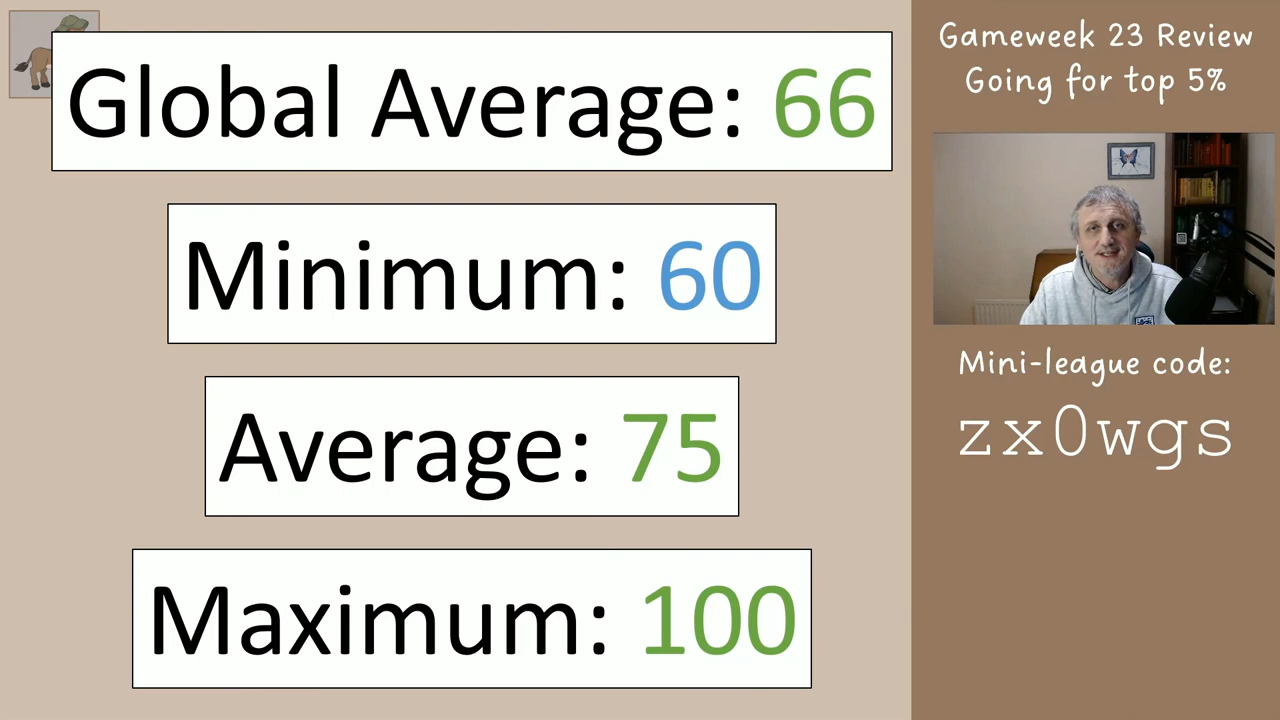 Global Average: 66
Minimum: 60
Average: 75
Maximum: 100
Gameweek 23 Review
Going for top 5%
Mini-league code:
zx0wgs